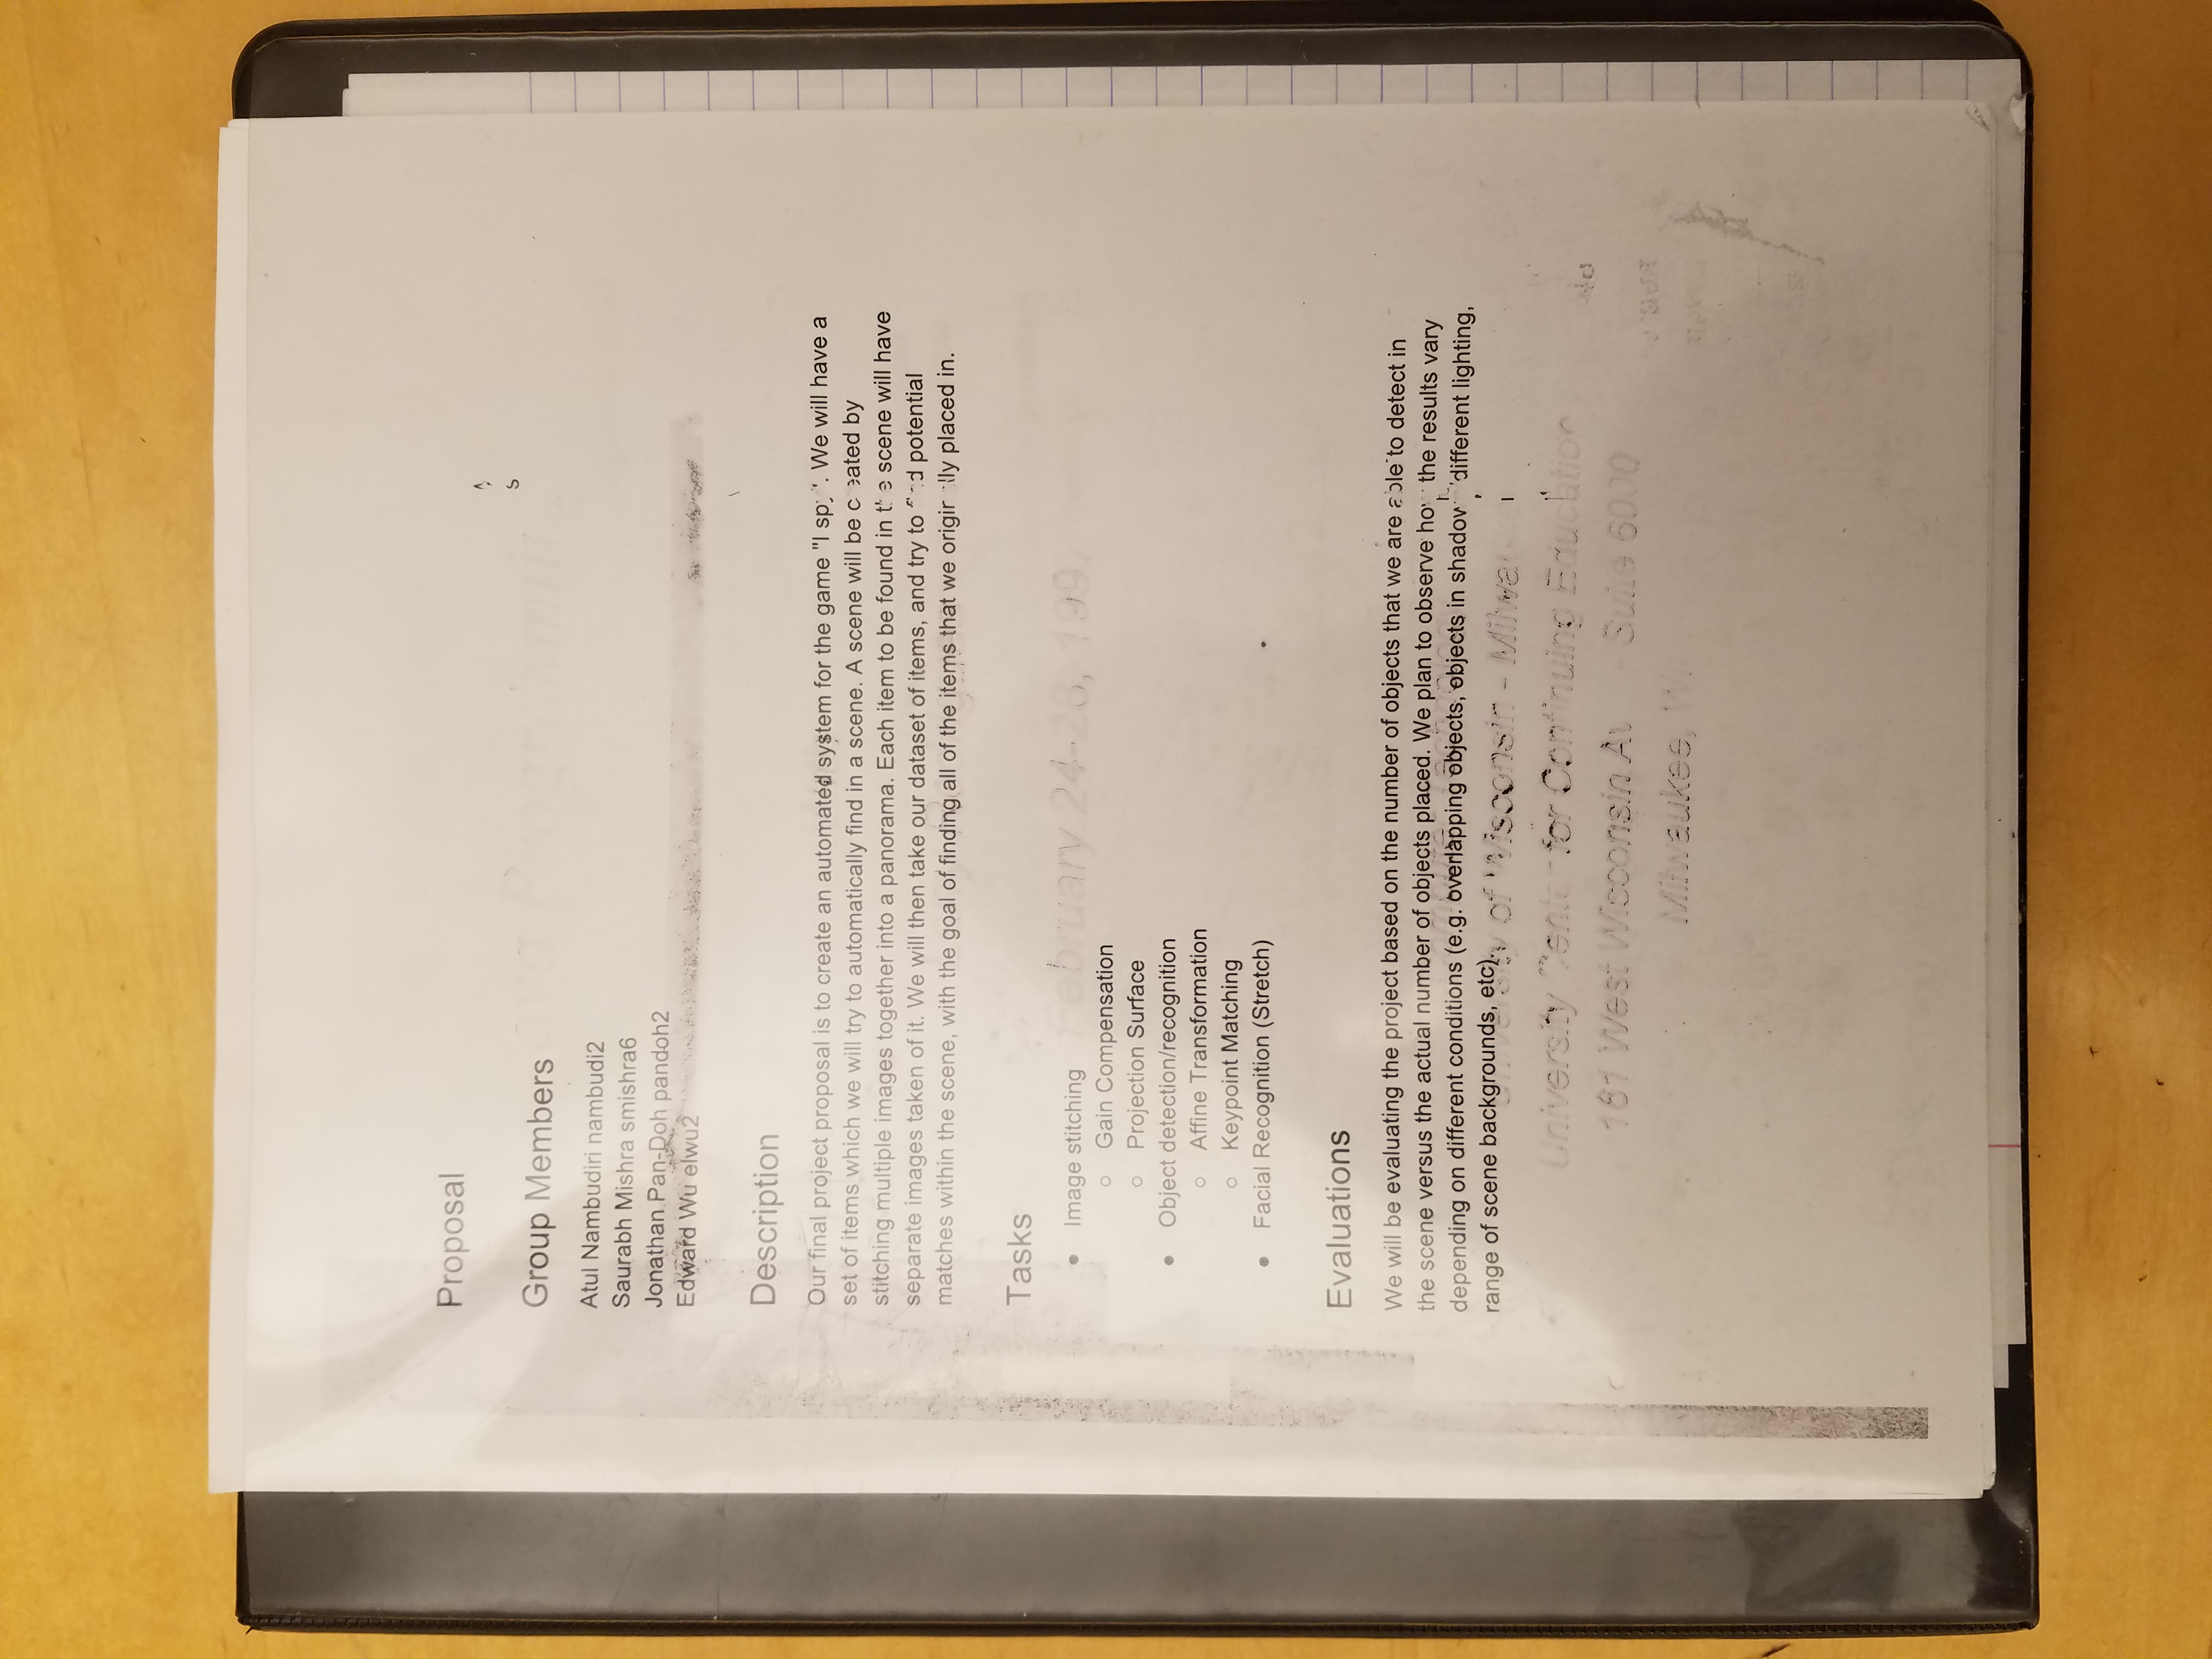 Proposal
Group Members
Atul Nambudiri nambudi2
Saurabh Mishra smishra6
Jonathan Pan-Doh pandoh2
Edward Wu elwu2
Description
Our final project proposal is to create an automated system for the game "I spy". We will have a
set of items which we will try to automatically find in a scene. A scene will be created by
stitching multiple images together into a panorama. Each item to be found in the scene will have
separate images taken of it. We will then take our dataset of items, and try to find potential
matches within the scene, with the goal of finding all of the items that we originally placed in.
Tasks
February 24-28, 199
• Image stitching
○ Gain Compensation
○ Projection Surface
• Object detection/recognition
○ Affine Transformation
○ Keypoint Matching
• Facial Recognition (Stretch)
Evaluations
We will be evaluating the project based on the number of objects that we are able to detect in
the scene versus the actual number of objects placed. We plan to observe how the results vary
depending on different conditions (e.g. overlapping objects, objects in shadow, different lighting,
range of scene backgrounds, etc).
University of Wisconsin - Milwa
University Center for Continuing Education
161 West Wisconsin Av - Suite 6000
Milwaukee, WI